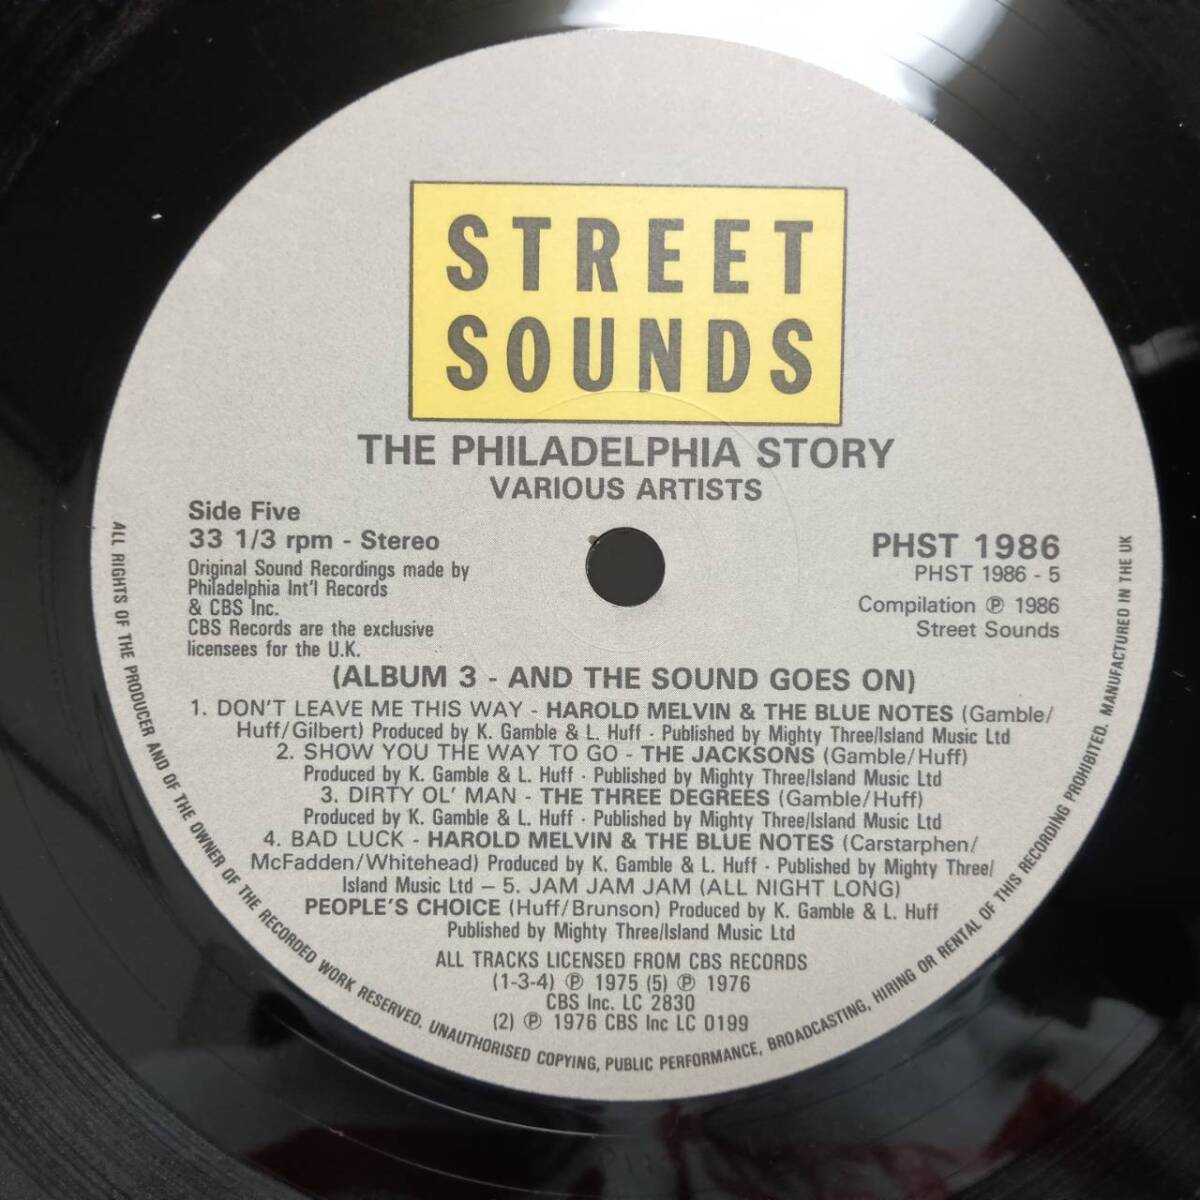 STREET
SOUNDS
THE PHILADELPHIA STORY
VARIOUS ARTISTS
Side Five
33 1/3 rpm - Stereo
Original Sound Recordings made by
Philadelphia Int'l Records
& CBS Inc.
CBS Records are the exclusive
licensees for the U.K.
PHST 1986
PHST 1986 - 5
Compilation ℗ 1986
Street Sounds
(ALBUM 3 - AND THE SOUND GOES ON)
1. DON'T LEAVE ME THIS WAY - HAROLD MELVIN & THE BLUE NOTES (Gamble/
Huff/Gilbert) Produced by K. Gamble & L. Huff · Published by Mighty Three/Island Music Ltd
2. SHOW YOU THE WAY TO GO - THE JACKSONS (Gamble/Huff)
Produced by K. Gamble & L. Huff · Published by Mighty Three/Island Music Ltd
3. DIRTY OL' MAN - THE THREE DEGREES (Gamble/Huff)
Produced by K. Gamble & L. Huff · Published by Mighty Three/Island Music Ltd
4. BAD LUCK - HAROLD MELVIN & THE BLUE NOTES (Carstarphen/
McFadden/Whitehead) Produced by K. Gamble & L. Huff · Published by Mighty Three/
Island Music Ltd – 5. JAM JAM JAM (ALL NIGHT LONG)
PEOPLE'S CHOICE (Huff/Brunson) Produced by K. Gamble & L. Huff
Published by Mighty Three/Island Music Ltd
ALL TRACKS LICENSED FROM CBS RECORDS
(1-3-4) ℗ 1975 (5) ℗ 1976
CBS Inc. LC 2830
(2) ℗ 1976 CBS Inc LC 0199
ALL RIGHTS OF THE PRODUCER AND OF THE OWNER OF THE RECORDED WORK RESERVED. UNAUTHORISED COPYING, PUBLIC PERFORMANCE, BROADCASTING, HIRING OR RENTAL OF THIS RECORDING PROHIBITED. MANUFACTURED IN THE UK